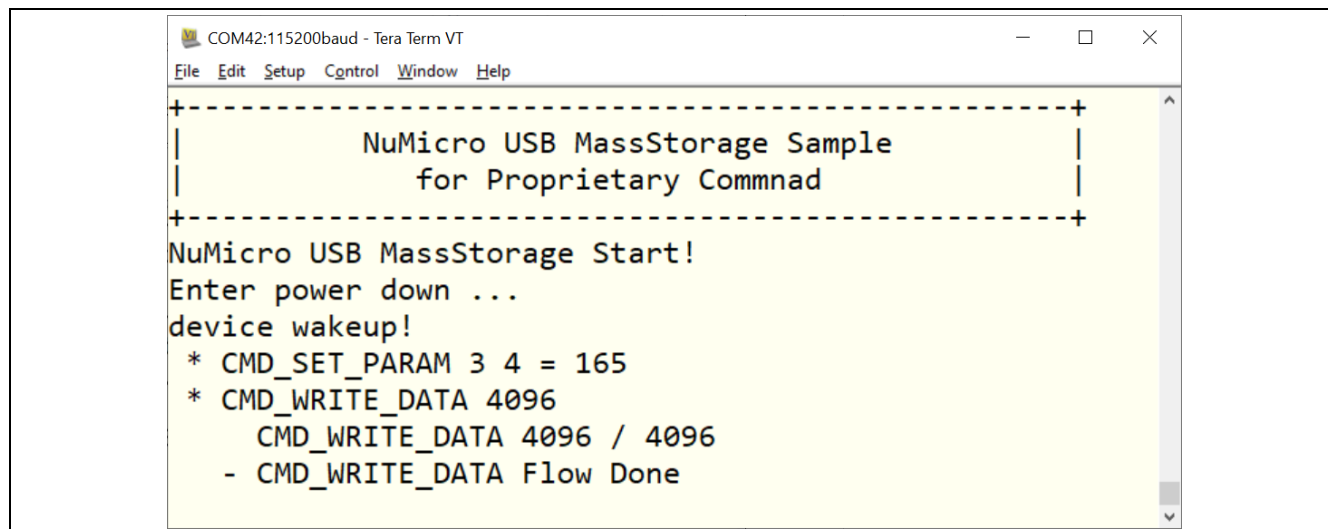 COM42:115200baud - Tera Term VT
File Edit Setup Control Window Help
+---------------------------------------------------+
| NuMicro USB MassStorage Sample |
| for Proprietary Commnad |
+---------------------------------------------------+
NuMicro USB MassStorage Start!
Enter power down ...
device wakeup!
* CMD_SET_PARAM 3 4 = 165
* CMD_WRITE_DATA 4096
CMD_WRITE_DATA 4096 / 4096
- CMD_WRITE_DATA Flow Done